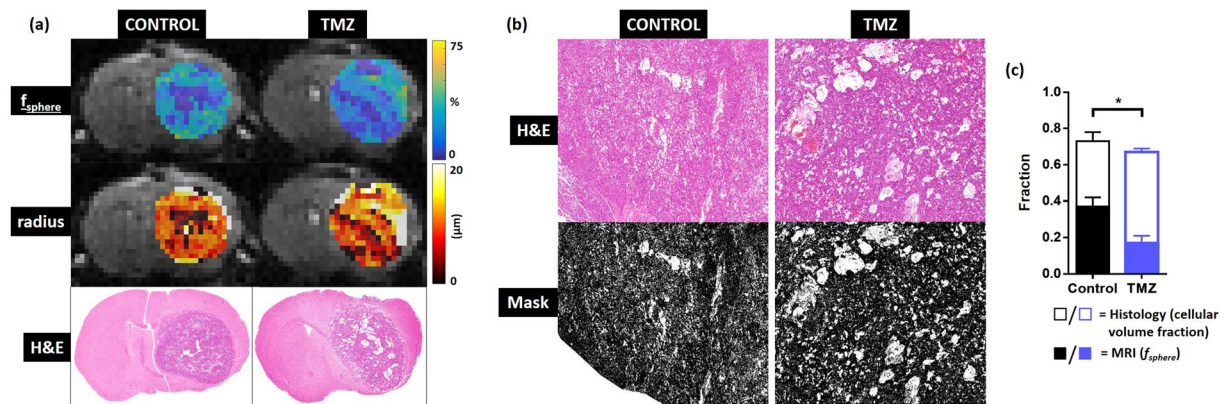 (a)
CONTROL
TMZ
f_sphere
75
%
0
radius
20
(μm)
0
H&E
(b)
CONTROL
TMZ
H&E
Mask
(c)
*
Fraction
1.0
0.8
0.6
0.4
0.2
0.0
Control TMZ
/ = Histology (cellular
volume fraction)
/ = MRI (f_sphere)